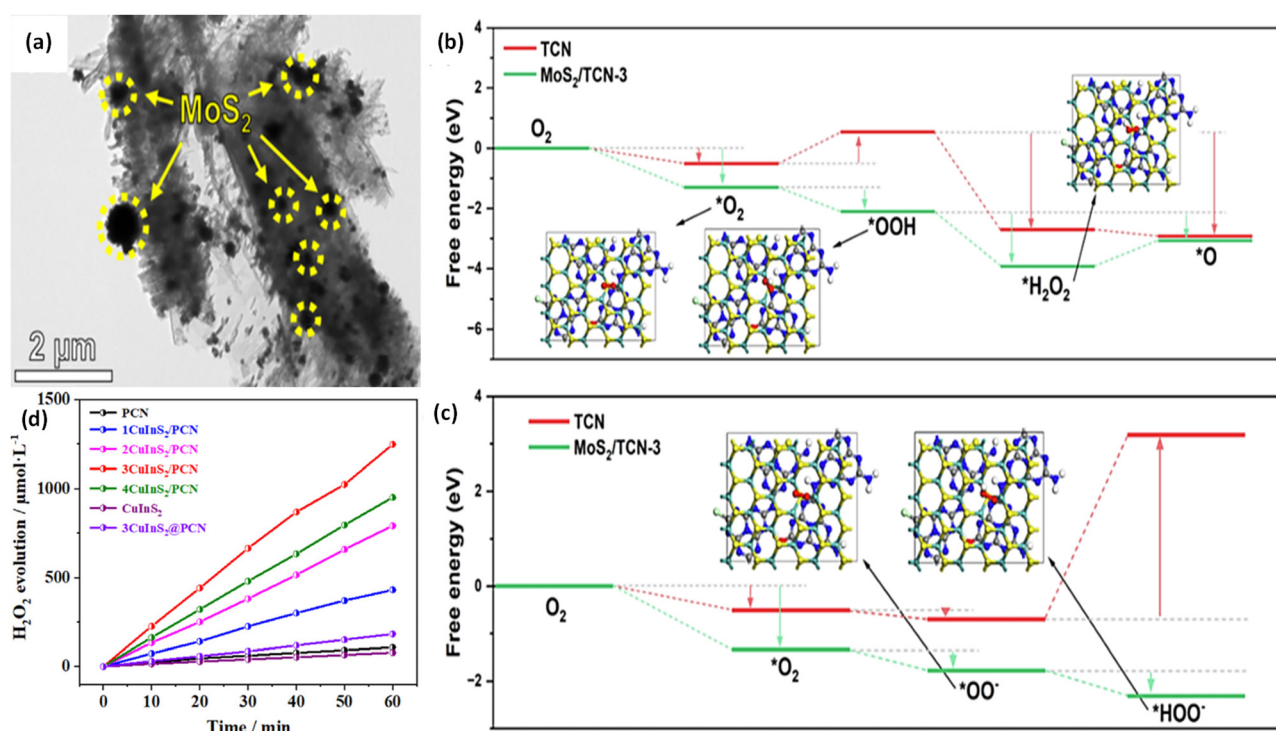 (a)
MoS₂
2 μm
(b)
TCN
MoS₂/TCN-3
Free energy (eV)
4
2
0
-2
-4
-6
O₂
*O₂
*OOH
*H₂O₂
*O
(d)
H₂O₂ evolution / μmol·L⁻¹
1500
1000
500
0
PCN
1CuInS₂/PCN
2CuInS₂/PCN
3CuInS₂/PCN
4CuInS₂/PCN
CuInS₂
3CuInS₂@PCN
0 10 20 30 40 50 60
Time / min
(c)
TCN
MoS₂/TCN-3
Free energy (eV)
4
2
0
-2
O₂
*O₂
*OO⁻
*HOO⁻